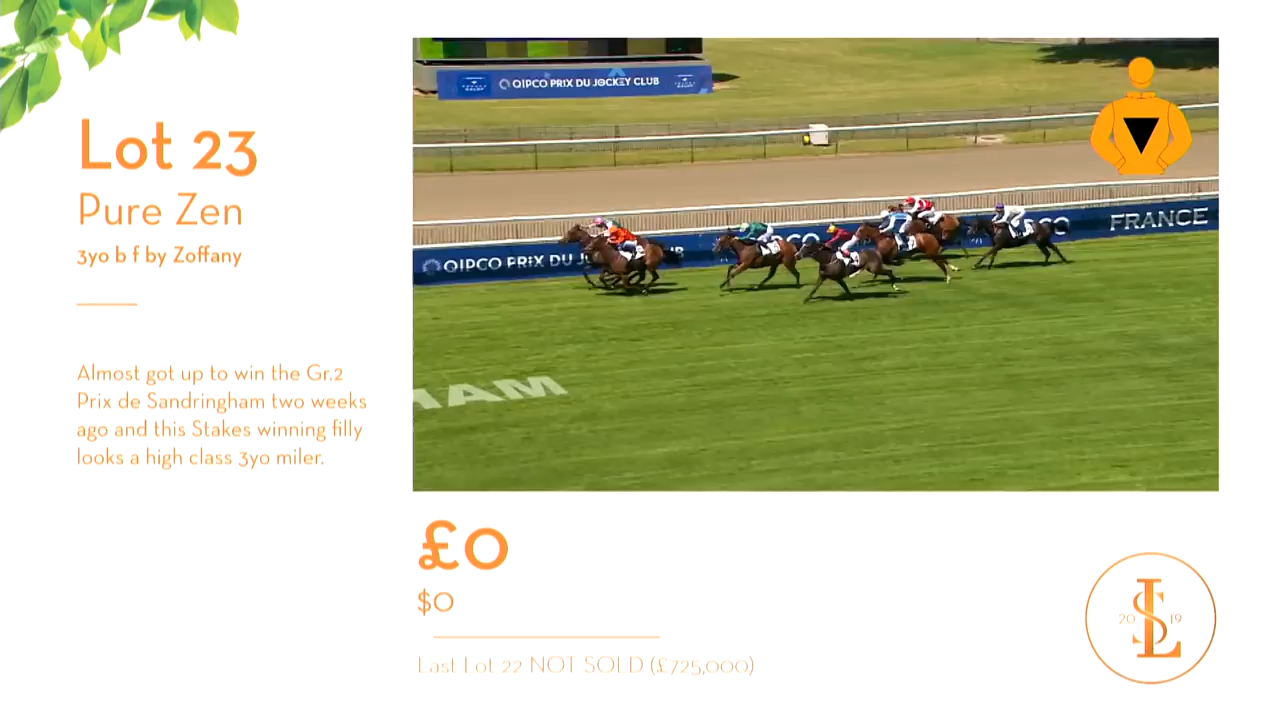 Lot 23
Pure Zen
3yo b f by Zoffany
Almost got up to win the Gr.2
Prix de Sandringham two weeks
ago and this Stakes winning filly
looks a high class 3yo miler.
QIPCO PRIX DU JOCKEY CLUB
QIPCO PRIX DU
FRANCE
£0
$0
Last Lot 22 NOT SOLD (£725,000)
20 LS 19